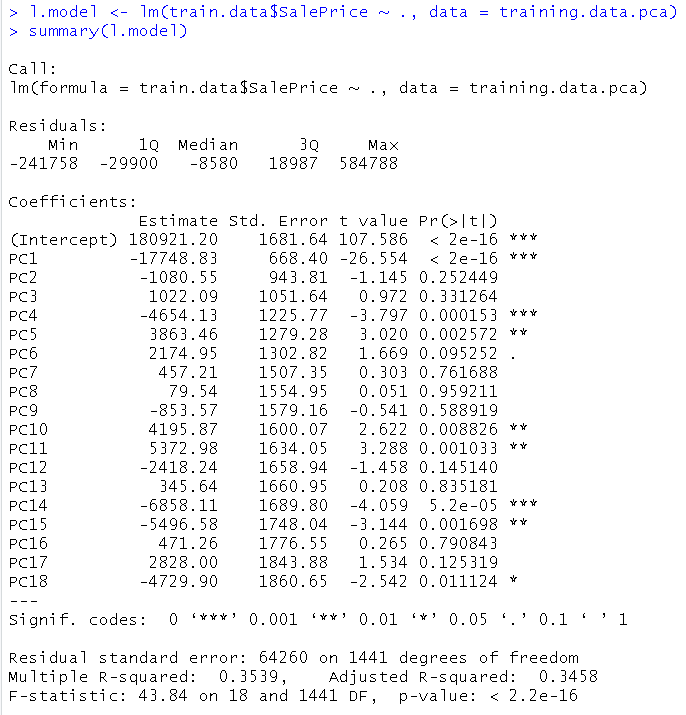 > l.model <- lm(train.data$SalePrice ~ ., data = training.data.pca)
> summary(l.model)
Call:
lm(formula = train.data$SalePrice ~ ., data = training.data.pca)
Residuals:
    Min      1Q  Median      3Q     Max
-241758  -29900   -8580   18987  584788
Coefficients:
             Estimate Std. Error t value Pr(>|t|)
(Intercept) 180921.20    1681.64 107.586  < 2e-16 ***
PC1         -17748.83     668.40 -26.554  < 2e-16 ***
PC2          -1080.55     943.81  -1.145 0.252449
PC3           1022.09    1051.64   0.972 0.331264
PC4          -4654.13    1225.77  -3.797 0.000153 ***
PC5           3863.46    1279.28   3.020 0.002572 **
PC6           2174.95    1302.82   1.669 0.095252 .
PC7            457.21    1507.35   0.303 0.761688
PC8             79.54    1554.95   0.051 0.959211
PC9           -853.57    1579.16  -0.541 0.588919
PC10          4195.87    1600.07   2.622 0.008826 **
PC11          5372.98    1634.05   3.288 0.001033 **
PC12         -2418.24    1658.94  -1.458 0.145140
PC13           345.64    1660.95   0.208 0.835181
PC14         -6858.11    1689.80  -4.059  5.2e-05 ***
PC15         -5496.58    1748.04  -3.144 0.001698 **
PC16           471.26    1776.55   0.265 0.790843
PC17          2828.00    1843.88   1.534 0.125319
PC18         -4729.90    1860.65  -2.542 0.011124 *
---
Signif. codes:  0 ‘***’ 0.001 ‘**’ 0.01 ‘*’ 0.05 ‘.’ 0.1 ‘ ’ 1
Residual standard error: 64260 on 1441 degrees of freedom
Multiple R-squared:  0.3539,    Adjusted R-squared:  0.3458
F-statistic: 43.84 on 18 and 1441 DF,  p-value: < 2.2e-16